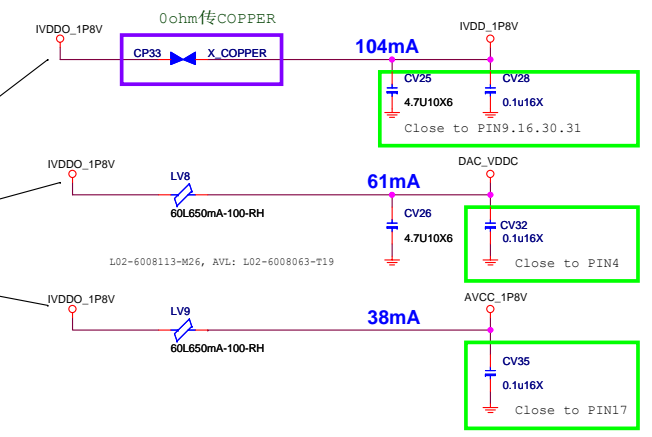 0ohm传COPPER
IVDDO_1P8V
CP33
X_COPPER
104mA
IVDD_1P8V
CV25
4.7U10X6
CV28
0.1u16X
Close to PIN9.16.30.31
IVDDO_1P8V
LV8
60L650mA-100-RH
61mA
DAC_VDDC
CV26
4.7U10X6
CV32
0.1u16X
Close to PIN4
L02-6008113-M26, AVL: L02-6008063-T19
IVDDO_1P8V
LV9
60L650mA-100-RH
38mA
AVCC_1P8V
CV35
0.1u16X
Close to PIN17